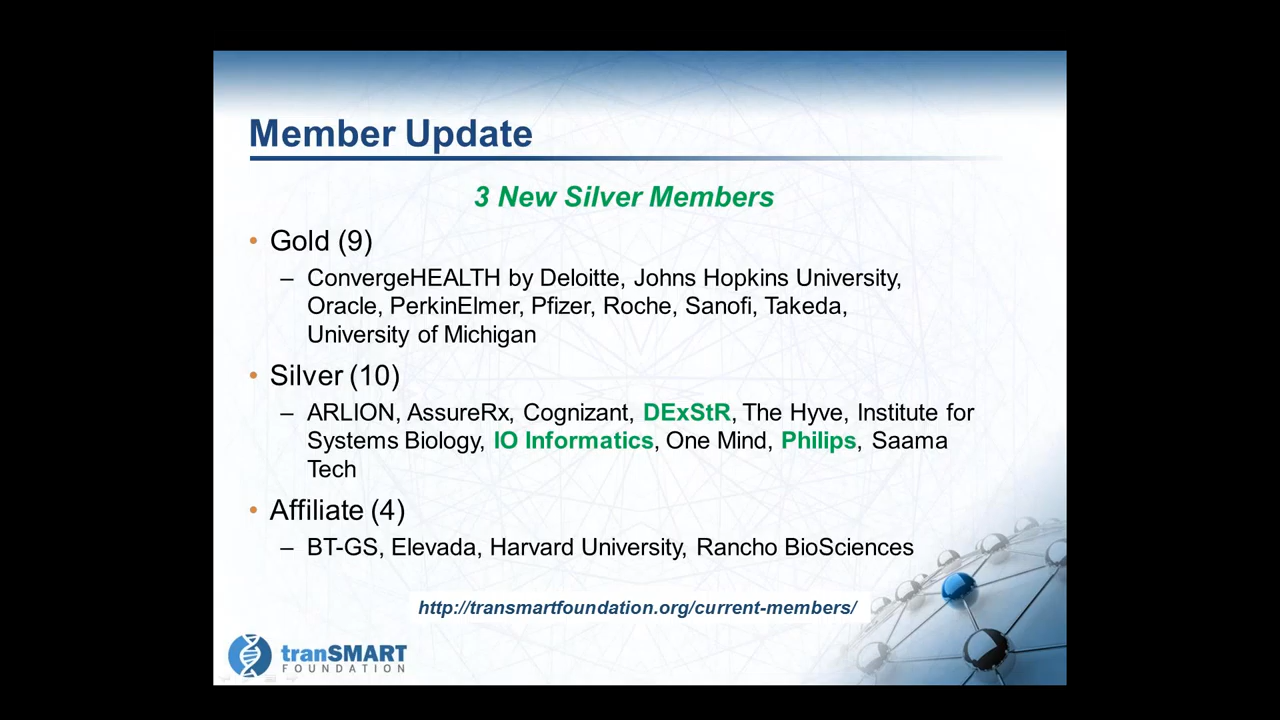 Member Update
3 New Silver Members
• Gold (9)
– ConvergeHEALTH by Deloitte, Johns Hopkins University,
Oracle, PerkinElmer, Pfizer, Roche, Sanofi, Takeda,
University of Michigan
• Silver (10)
– ARLION, AssureRx, Cognizant, DExStR, The Hyve, Institute for
Systems Biology, IO Informatics, One Mind, Philips, Saama
Tech
• Affiliate (4)
– BT-GS, Elevada, Harvard University, Rancho BioSciences
http://transmartfoundation.org/current-members/
tranSMART
FOUNDATION